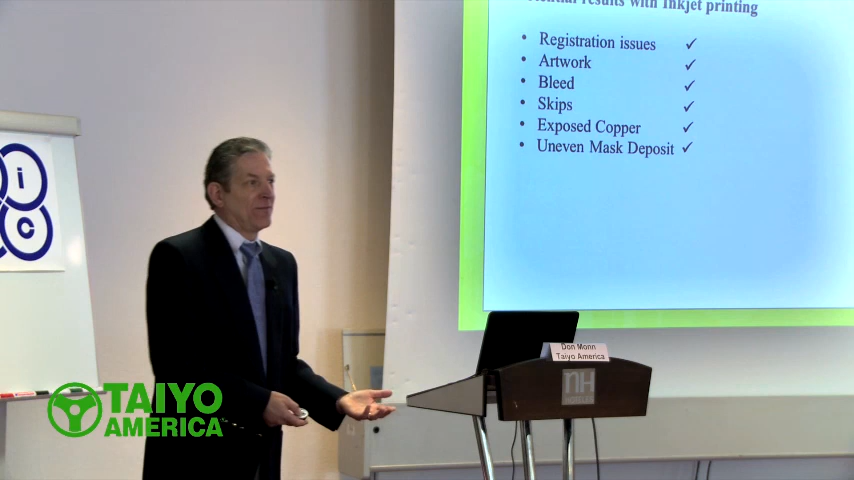 results with Inkjet printing
• Registration issues ✓
• Artwork ✓
• Bleed ✓
• Skips ✓
• Exposed Copper ✓
• Uneven Mask Deposit ✓
i
C
Don Monn
Taiyo America
nH
TAIYO
AMERICA